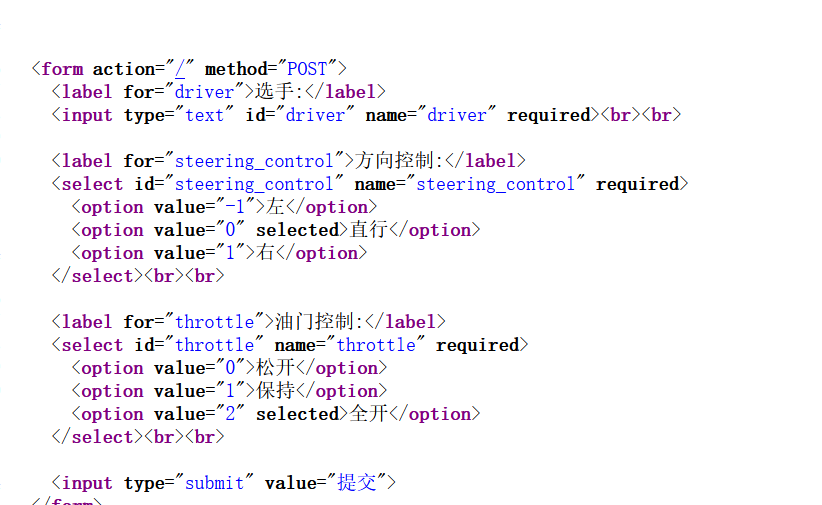 <form action="/" method="POST">
<label for="driver">选手:</label>
<input type="text" id="driver" name="driver" required><br><br>
<label for="steering_control">方向控制:</label>
<select id="steering_control" name="steering_control" required>
<option value="-1">左</option>
<option value="0" selected>直行</option>
<option value="1">右</option>
</select><br><br>
<label for="throttle">油门控制:</label>
<select id="throttle" name="throttle" required>
<option value="0">松开</option>
<option value="1">保持</option>
<option value="2" selected>全开</option>
</select><br><br>
<input type="submit" value="提交">
</form>